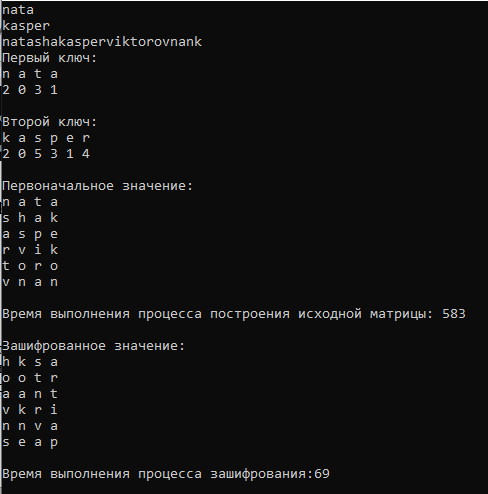 nata
kasper
natashakasperviktorovnank
Первый ключ:
n a t a
2 0 3 1
Второй ключ:
k a s p e r
2 0 5 3 1 4
Первоначальное значение:
n a t a
s h a k
a s p e
r v i k
t o r o
v n a n
Время выполнения процесса построения исходной матрицы: 583
Зашифрованное значение:
h k s a
o o t r
a a n t
v k r i
n n v a
s e a p
Время выполнения процесса зашифрования:69